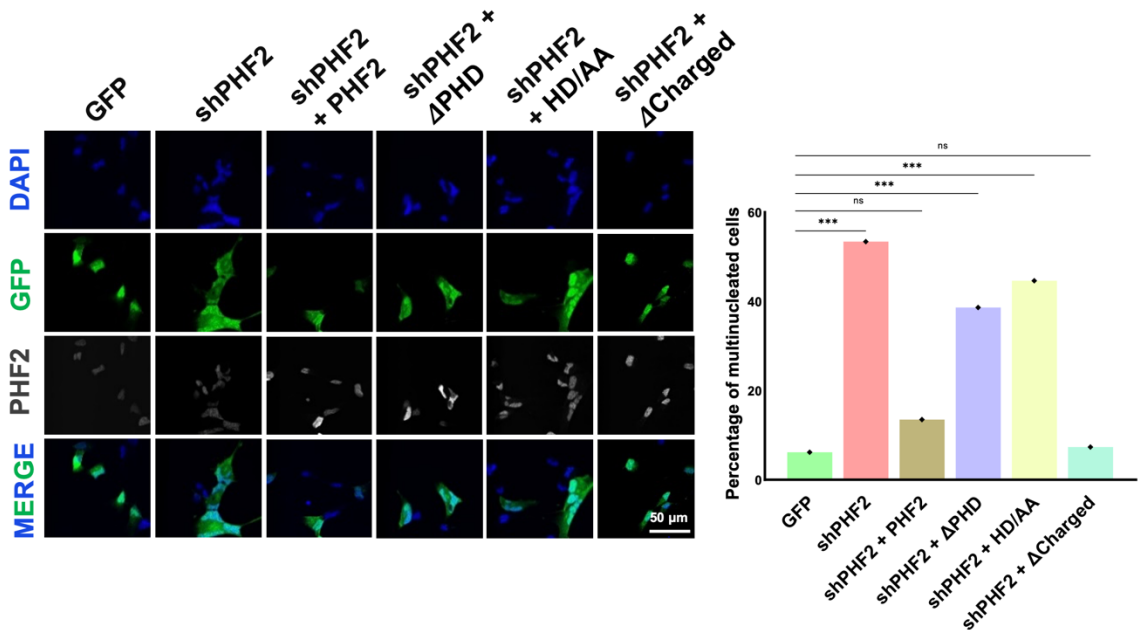 GFP
shPHF2
shPHF2
+ PHF2
shPHF2 +
ΔPHD
shPHF2
+ HD/AA
shPHF2 +
ΔCharged
DAPI
GFP
PHF2
MERGE
50 µm
ns
***
***
ns
***
Percentage of multinucleated cells
60
40
20
0
GFP
shPHF2
shPHF2 + PHF2
shPHF2 + ΔPHD
shPHF2 + HD/AA
shPHF2 + ΔCharged